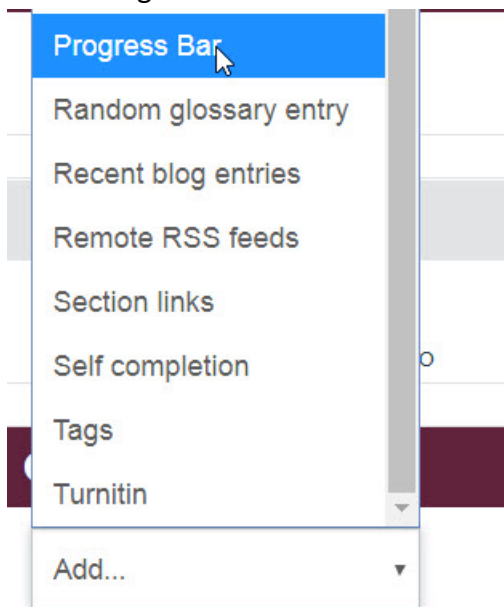 Progress Bar
Random glossary entry
Recent blog entries
Remote RSS feeds
Section links
Self completion
Tags
Turnitin
Add...